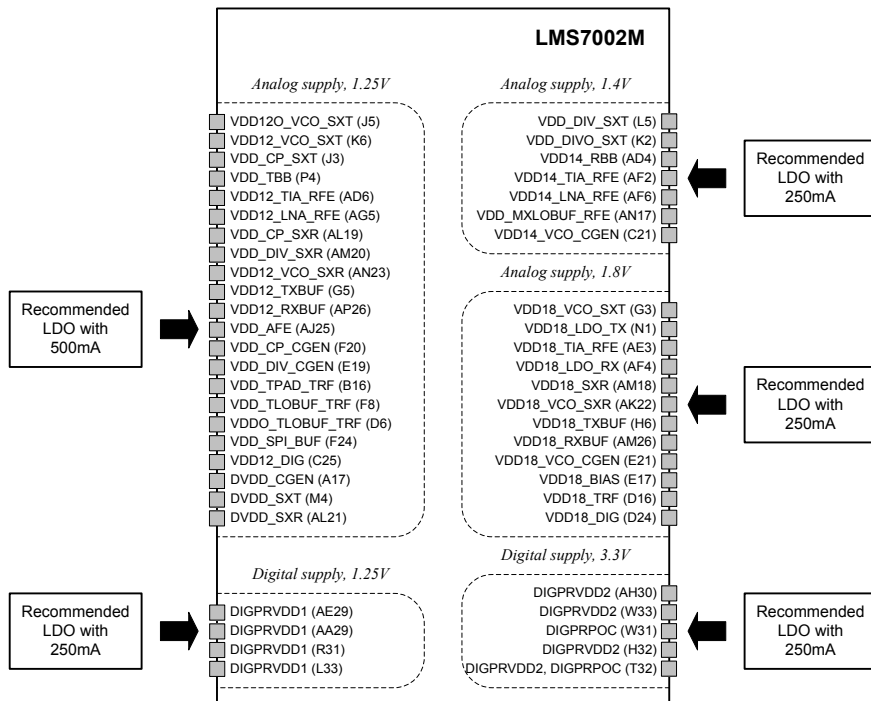 LMS7002M
Analog supply, 1.25V
VDD12O_VCO_SXT (J5)
VDD12_VCO_SXT (K6)
VDD_CP_SXT (J3)
VDD_TBB (P4)
VDD12_TIA_RFE (AD6)
VDD12_LNA_RFE (AG5)
VDD_CP_SXR (AL19)
VDD_DIV_SXR (AM20)
VDD12_VCO_SXR (AN23)
VDD12_TXBUF (G5)
VDD12_RXBUF (AP26)
VDD_AFE (AJ25)
VDD_CP_CGEN (F20)
VDD_DIV_CGEN (E19)
VDD_TPAD_TRF (B16)
VDD_TLOBUF_TRF (F8)
VDDO_TLOBUF_TRF (D6)
VDD_SPI_BUF (F24)
VDD12_DIG (C25)
DVDD_CGEN (A17)
DVDD_SXT (M4)
DVDD_SXR (AL21)
Recommended
LDO with
500mA
Digital supply, 1.25V
DIGPRVDD1 (AE29)
DIGPRVDD1 (AA29)
DIGPRVDD1 (R31)
DIGPRVDD1 (L33)
Recommended
LDO with
250mA
Analog supply, 1.4V
VDD_DIV_SXT (L5)
VDD_DIVO_SXT (K2)
VDD14_RBB (AD4)
VDD14_TIA_RFE (AF2)
VDD14_LNA_RFE (AF6)
VDD_MXLOBUF_RFE (AN17)
VDD14_VCO_CGEN (C21)
Recommended
LDO with
250mA
Analog supply, 1.8V
VDD18_VCO_SXT (G3)
VDD18_LDO_TX (N1)
VDD18_TIA_RFE (AE3)
VDD18_LDO_RX (AF4)
VDD18_SXR (AM18)
VDD18_VCO_SXR (AK22)
VDD18_TXBUF (H6)
VDD18_RXBUF (AM26)
VDD18_VCO_CGEN (E21)
VDD18_BIAS (E17)
VDD18_TRF (D16)
VDD18_DIG (D24)
Recommended
LDO with
250mA
Digital supply, 3.3V
DIGPRVDD2 (AH30)
DIGPRVDD2 (W33)
DIGPRPOC (W31)
DIGPRVDD2 (H32)
DIGPRVDD2, DIGPRPOC (T32)
Recommended
LDO with
250mA